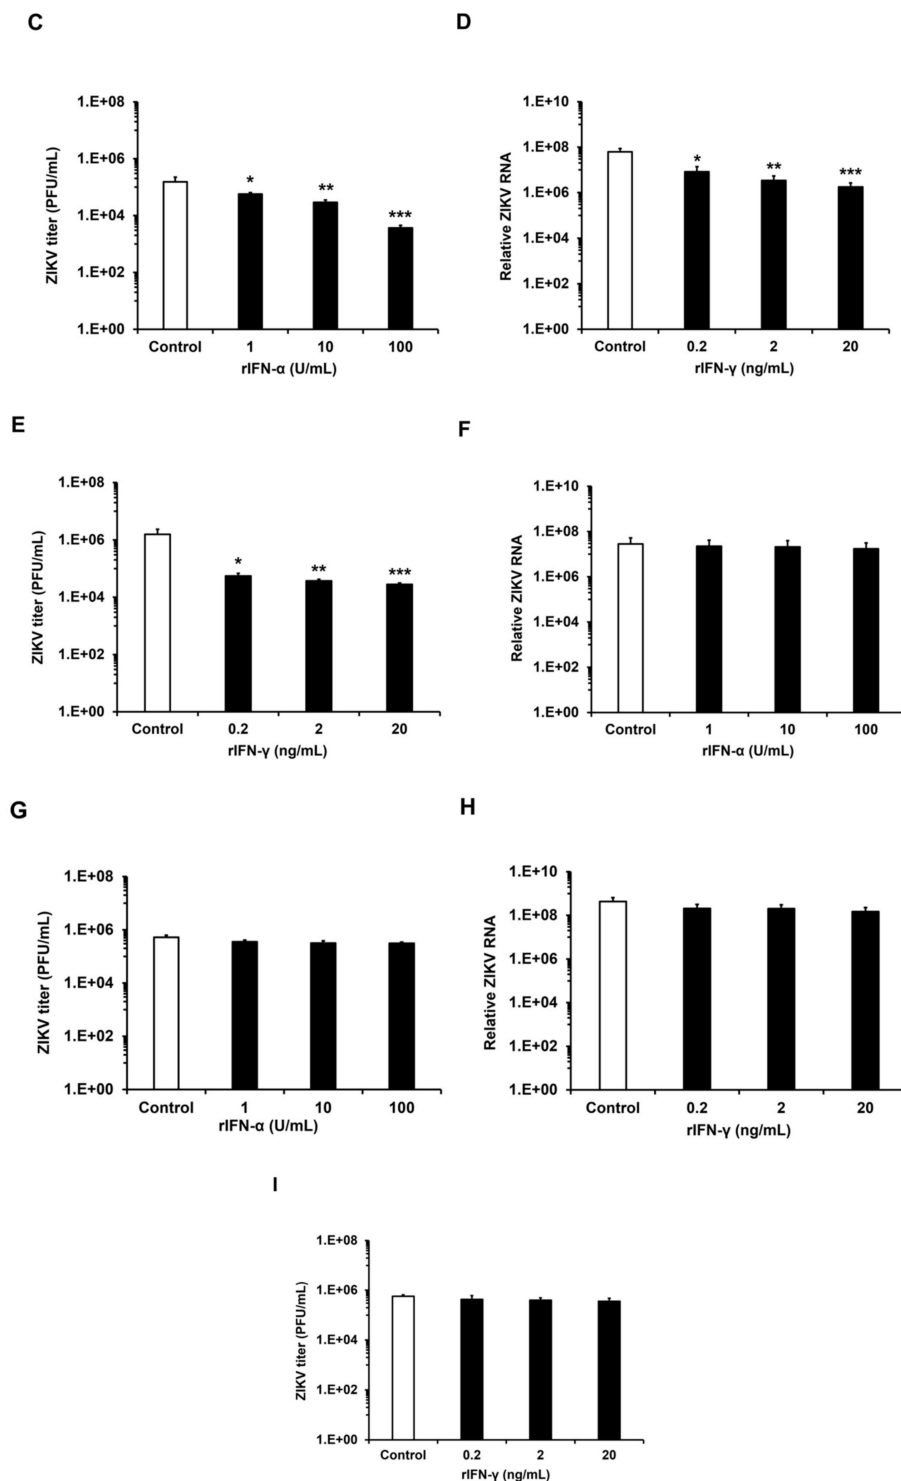 C
ZIKV titer (PFU/mL)
1.E+08
1.E+06
1.E+04
1.E+02
1.E+00
*
**
***
Control 1 10 100
rIFN-α (U/mL)
D
Relative ZIKV RNA
1.E+10
1.E+08
1.E+06
1.E+04
1.E+02
1.E+00
*
**
***
Control 0.2 2 20
rIFN-γ (ng/mL)
E
ZIKV titer (PFU/mL)
1.E+08
1.E+06
1.E+04
1.E+02
1.E+00
*
**
***
Control 0.2 2 20
rIFN-γ (ng/mL)
F
Relative ZIKV RNA
1.E+10
1.E+08
1.E+06
1.E+04
1.E+02
1.E+00
Control 1 10 100
rIFN-α (U/mL)
G
ZIKV titer (PFU/mL)
1.E+08
1.E+06
1.E+04
1.E+02
1.E+00
Control 1 10 100
rIFN-α (U/mL)
H
Relative ZIKV RNA
1.E+10
1.E+08
1.E+06
1.E+04
1.E+02
1.E+00
Control 0.2 2 20
rIFN-γ (ng/mL)
I
ZIKV titer (PFU/mL)
1.E+08
1.E+06
1.E+04
1.E+02
1.E+00
Control 0.2 2 20
rIFN-γ (ng/mL)